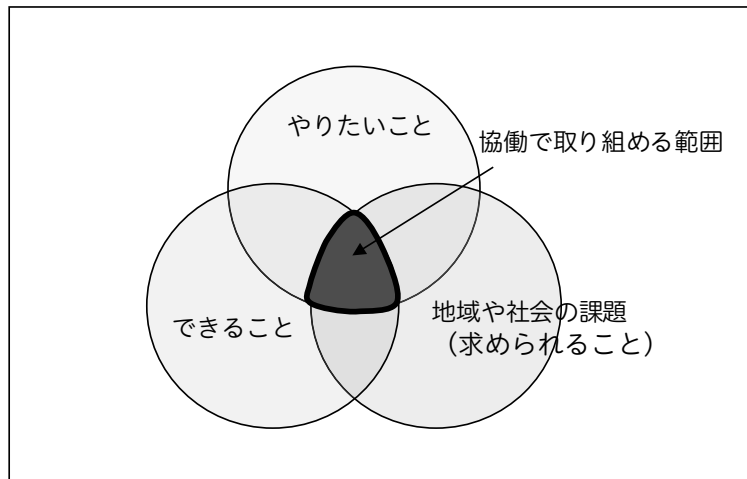 やりたいこと
協働で取り組める範囲
できること
地域や社会の課題
（求められること）